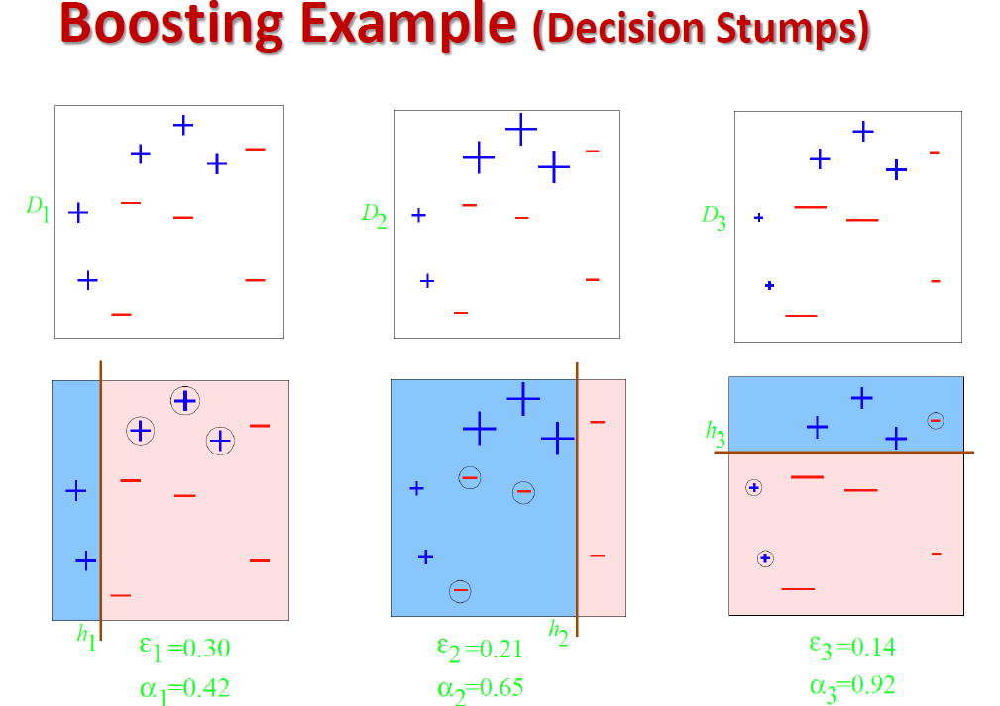 Boosting Example (Decision Stumps)
D1 D2 D3
h3
h1 h2
ε1=0.30 ε2=0.21 ε3=0.14
α1=0.42 α2=0.65 α3=0.92